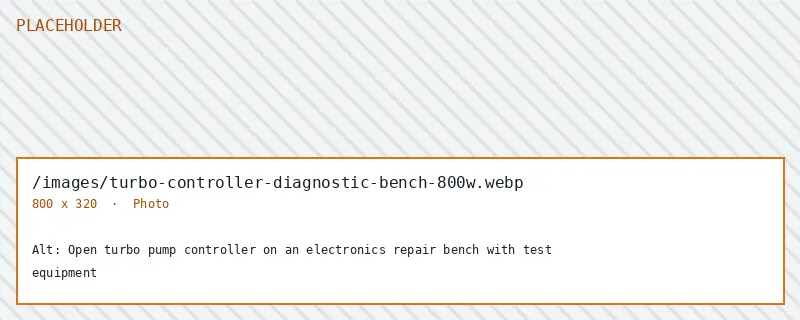 PLACEHOLDER
/images/turbo-controller-diagnostic-bench-800w.webp
800 x 320 · Photo
Alt: Open turbo pump controller on an electronics repair bench with test
equipment